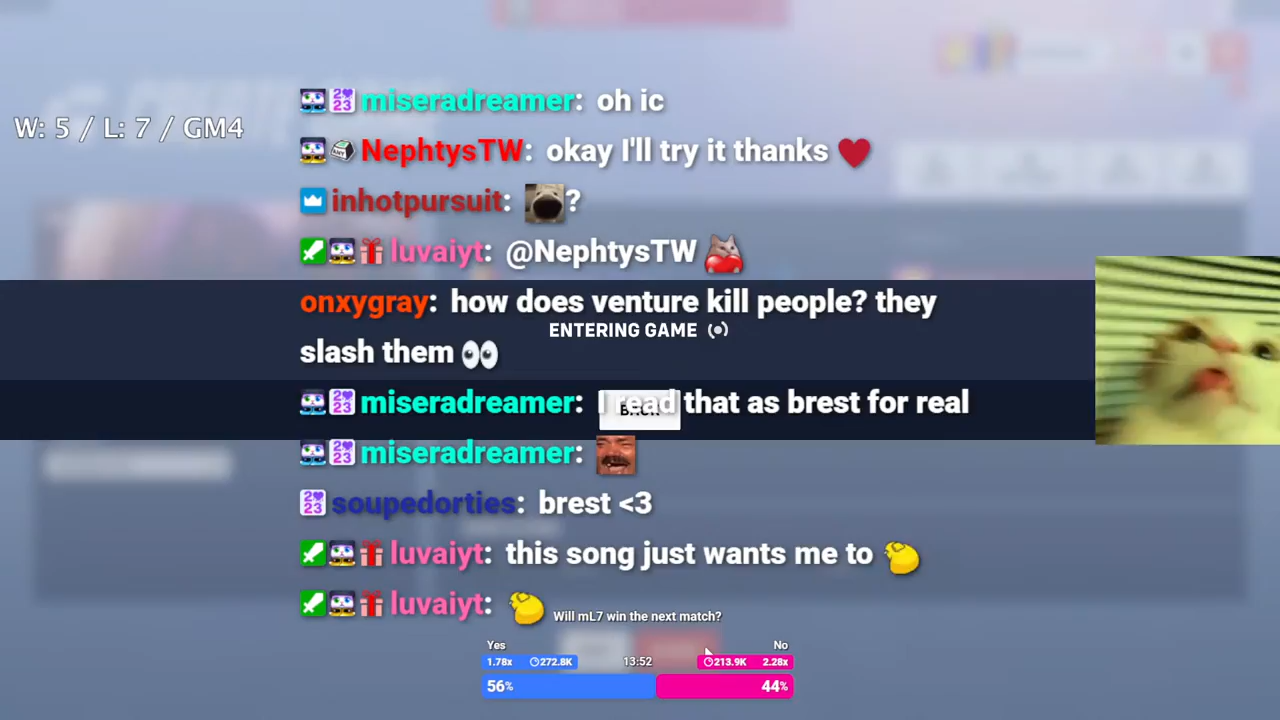 miseradreamer: oh ic
W: 5 / L: 7 / GM4
NephtysTW: okay I'll try it thanks
inhotpursuit: ?
luvaiyt: @NephtysTW
onxygray: how does venture kill people? they
ENTERING GAME
slash them 👀
miseradreamer: I read that as brest for real
BACK
miseradreamer:
soupedorties: brest <3
luvaiyt: this song just wants me to
luvaiyt:
Will mL7 win the next match?
Yes No
1.78x 272.8K 13:52 213.9K 2.28x
56% 44%